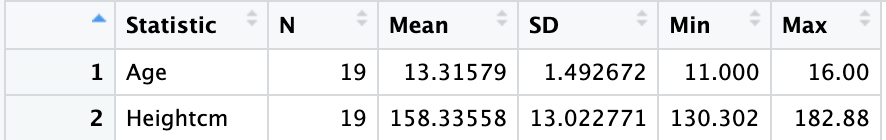 Statistic N Mean SD Min Max
1 Age 19 13.31579 1.492672 11.000 16.00
2 Heightcm 19 158.33558 13.022771 130.302 182.88